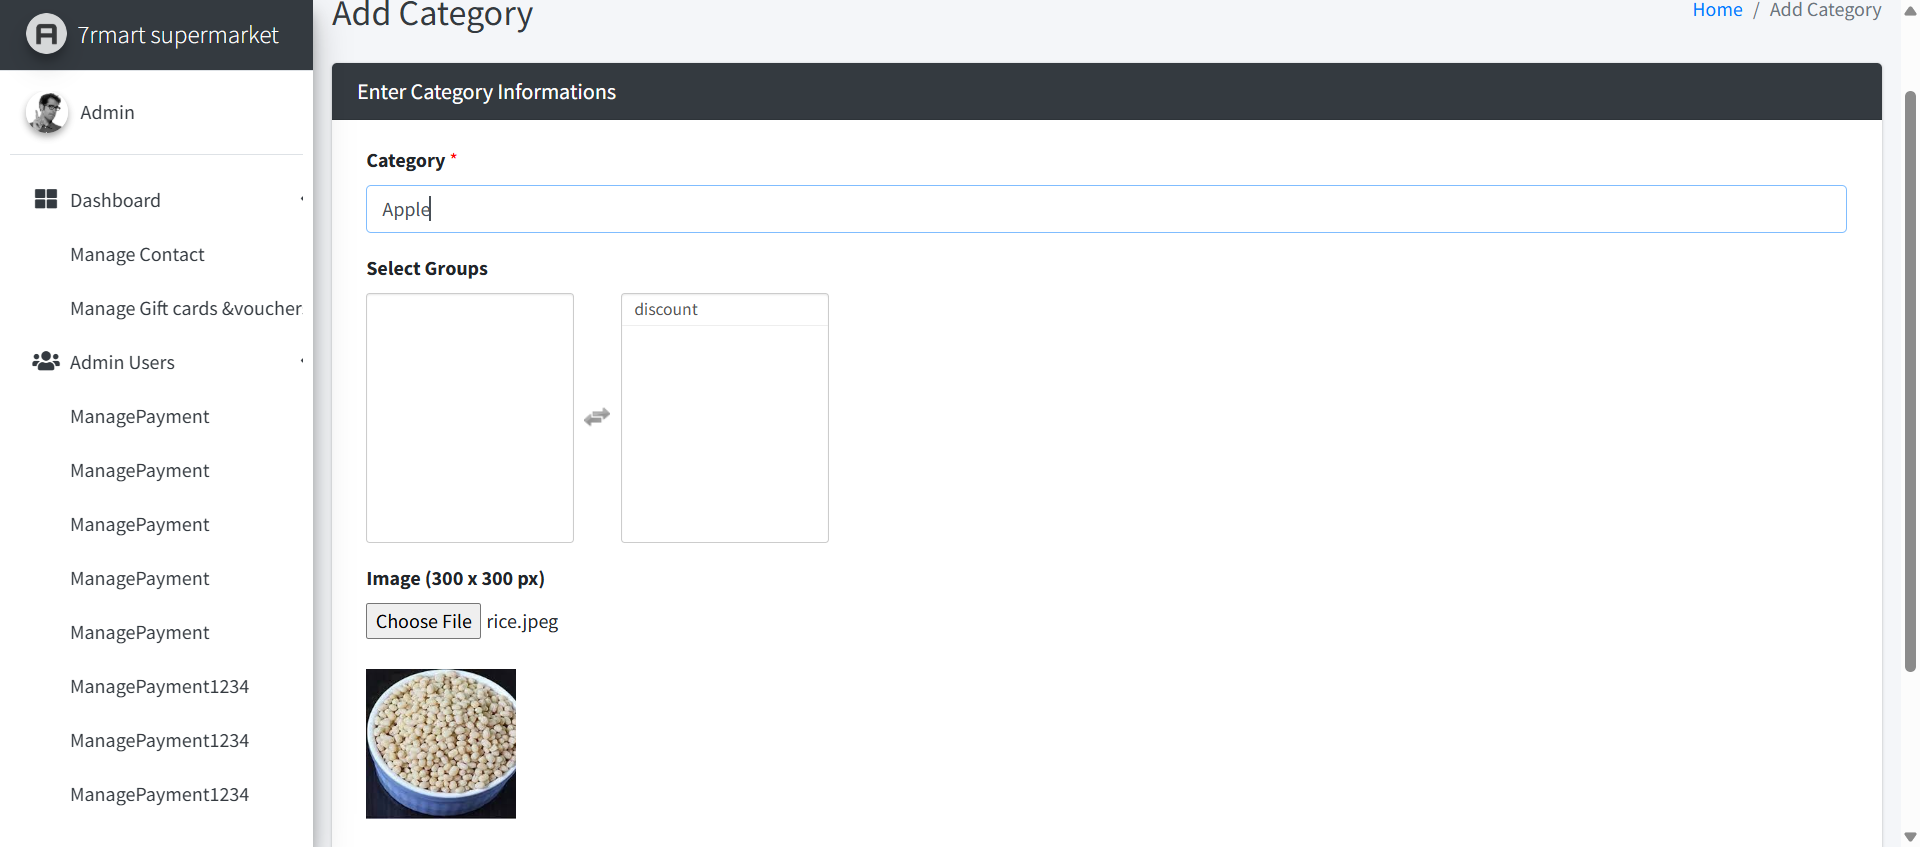 7rmart supermarket
Admin
Dashboard
Manage Contact
Manage Gift cards &voucher
Admin Users
ManagePayment
ManagePayment
ManagePayment
ManagePayment
ManagePayment
ManagePayment1234
ManagePayment1234
ManagePayment1234
Add Category
Home / Add Category
Enter Category Informations
Category *
Apple
Select Groups
discount
Image (300 x 300 px)
Choose File rice.jpeg